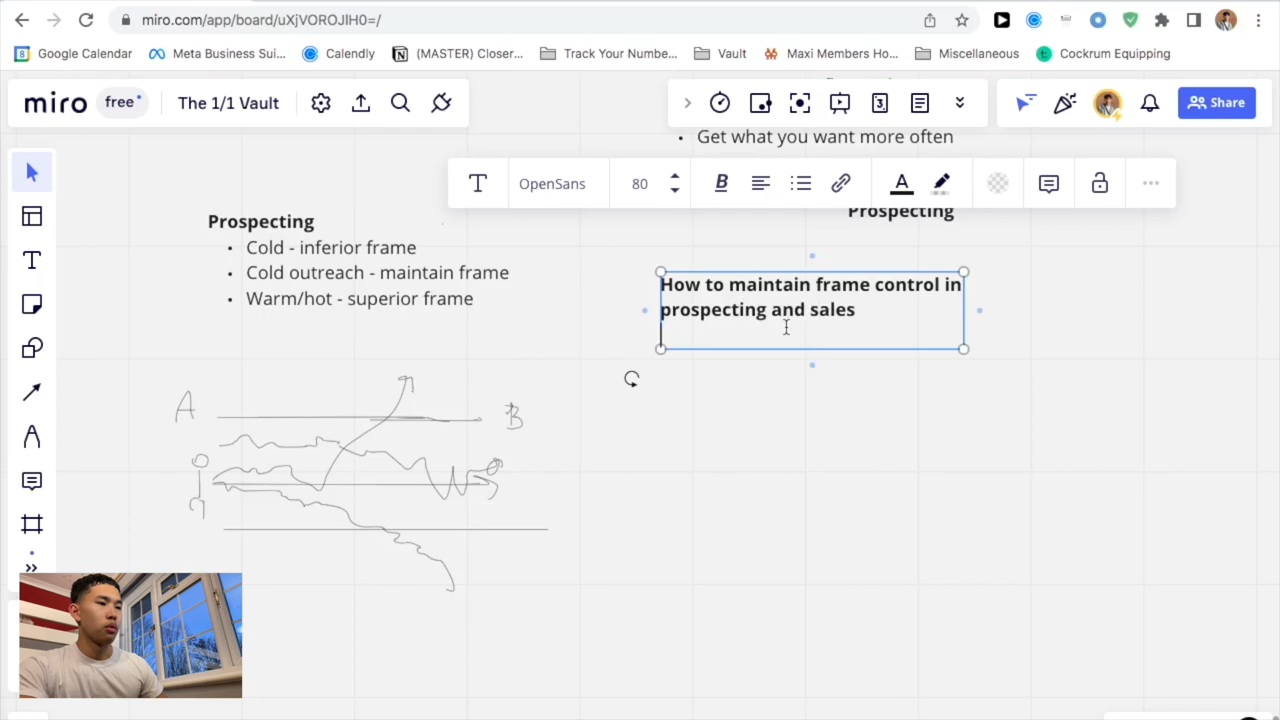 miro.com/app/board/uXjVOROJIH0=/
Google Calendar
Meta Business Sui...
Calendly
(MASTER) Closer...
Track Your Numbe...
Vault
Maxi Members Ho...
Miscellaneous
Cockrum Equipping
miro
free
The 1/1 Vault
3
Share
Get what you want more often
OpenSans
80
B
A
Prospecting
Prospecting
Cold - inferior frame
Cold outreach - maintain frame
Warm/hot - superior frame
How to maintain frame control in
prospecting and sales
A
B